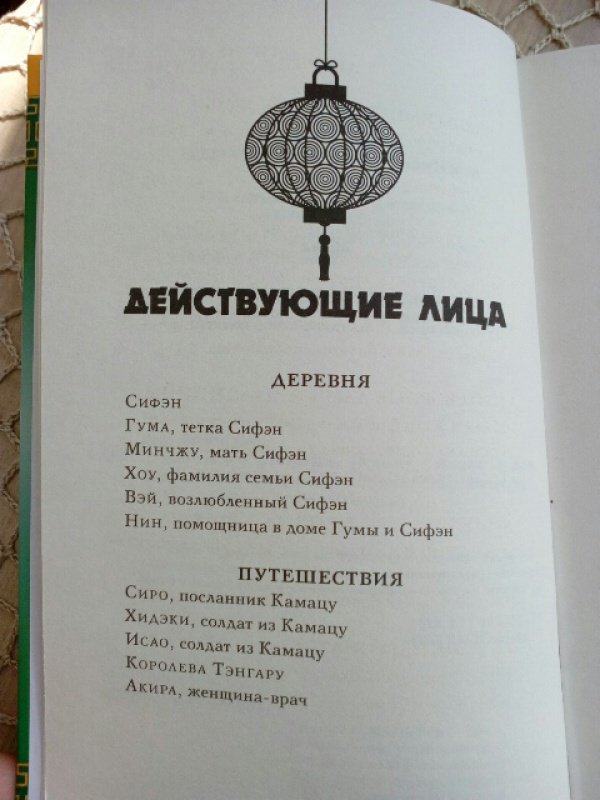 ДЕЙСТВУЮЩИЕ ЛИЦА
ДЕРЕВНЯ
Сифэн
Гума, тетка Сифэн
Минчжу, мать Сифэн
Хоу, фамилия семьи Сифэн
Вэй, возлюбленный Сифэн
Нин, помощница в доме Гумы и Сифэн
ПУТЕШЕСТВИЯ
Сиро, посланник Камацу
Хидэки, солдат из Камацу
Исао, солдат из Камацу
Королева Тэнгару
Акира, женщина-врач